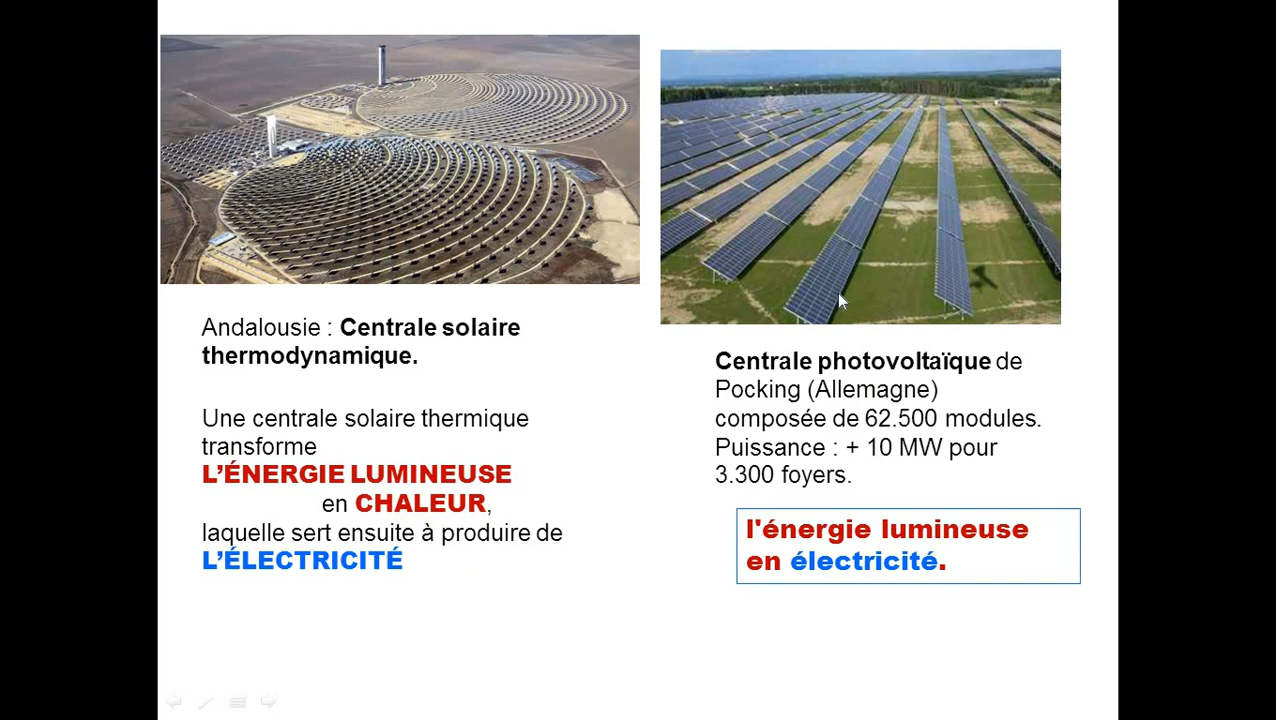 Andalousie : Centrale solaire
thermodynamique.
Une centrale solaire thermique
transforme
L’ÉNERGIE LUMINEUSE
en CHALEUR,
laquelle sert ensuite à produire de
L’ÉLECTRICITÉ
Centrale photovoltaïque de
Pocking (Allemagne)
composée de 62.500 modules.
Puissance : + 10 MW pour
3.300 foyers.
l'énergie lumineuse
en électricité.